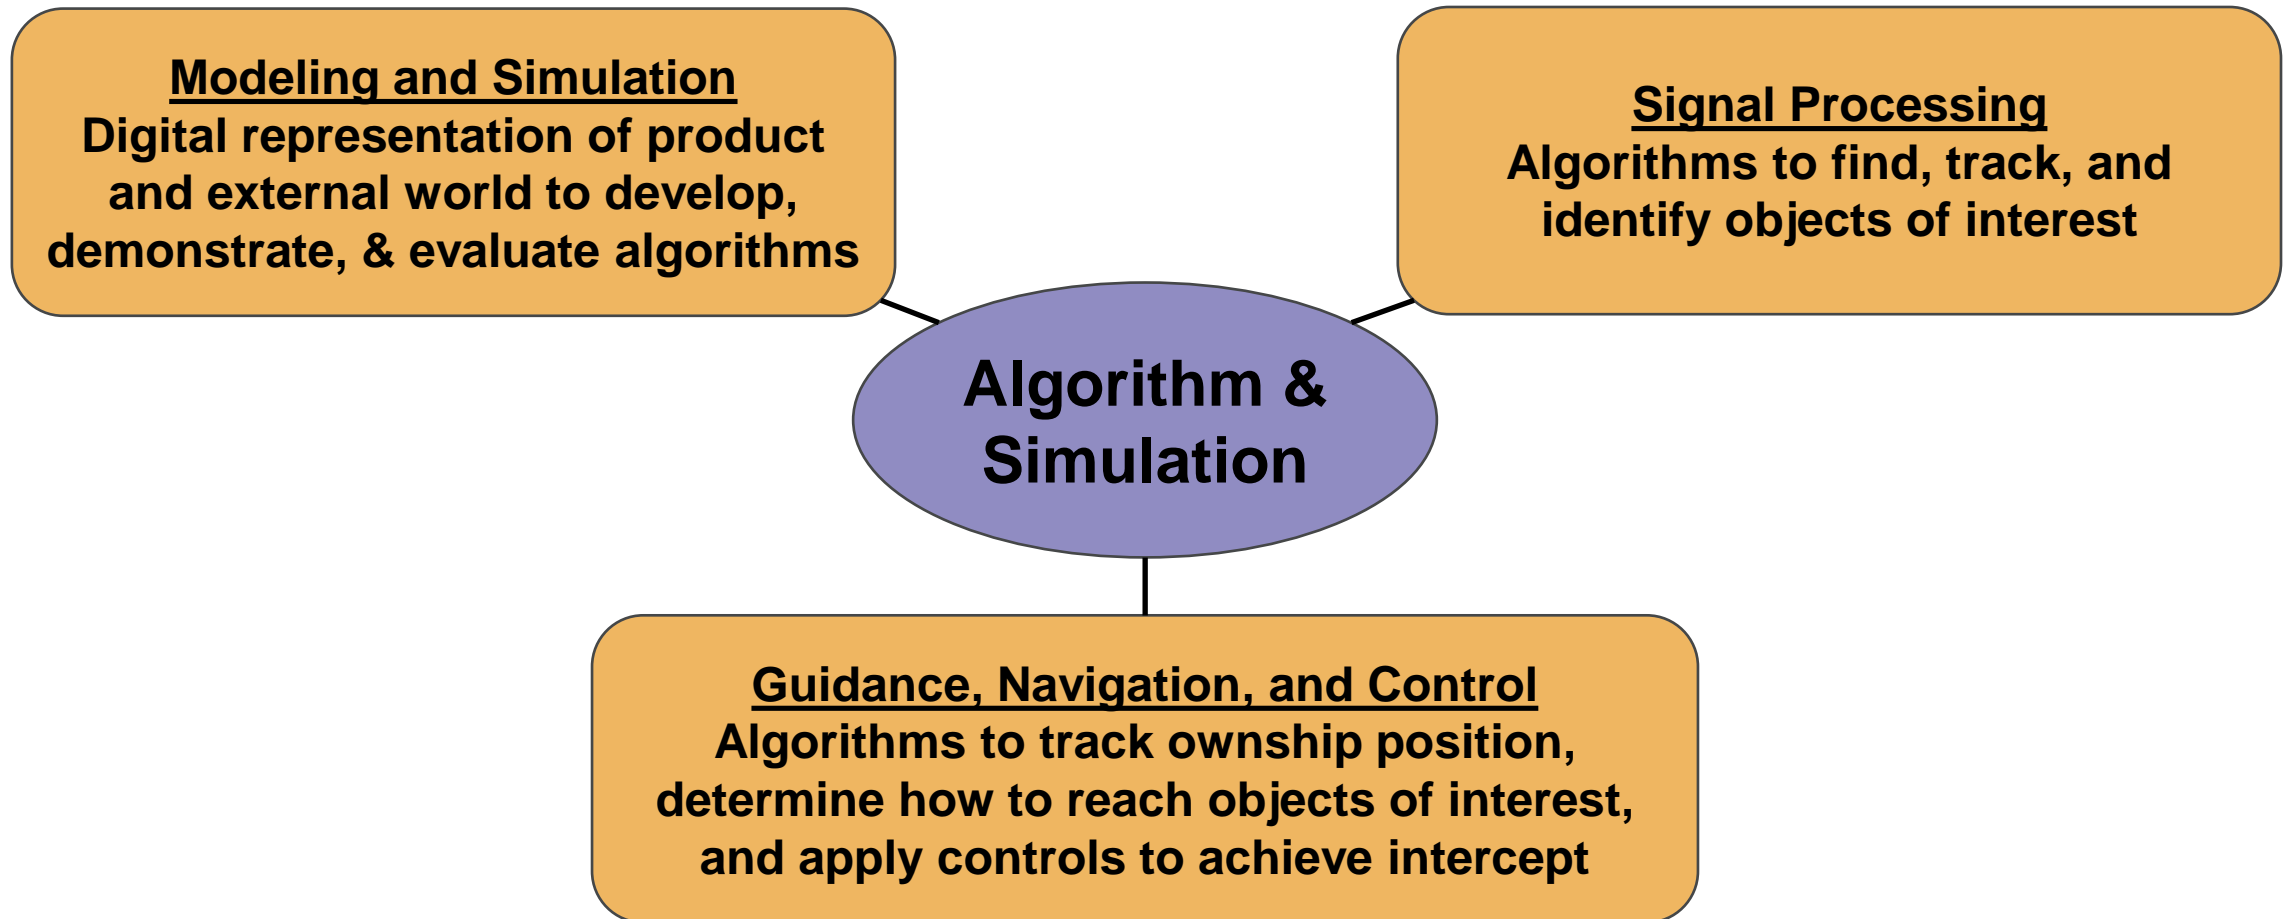 Modeling and Simulation
Digital representation of product
and external world to develop,
demonstrate, & evaluate algorithms
Signal Processing
Algorithms to find, track, and
identify objects of interest
Algorithm &
Simulation
Guidance, Navigation, and Control
Algorithms to track ownship position,
determine how to reach objects of interest,
and apply controls to achieve intercept